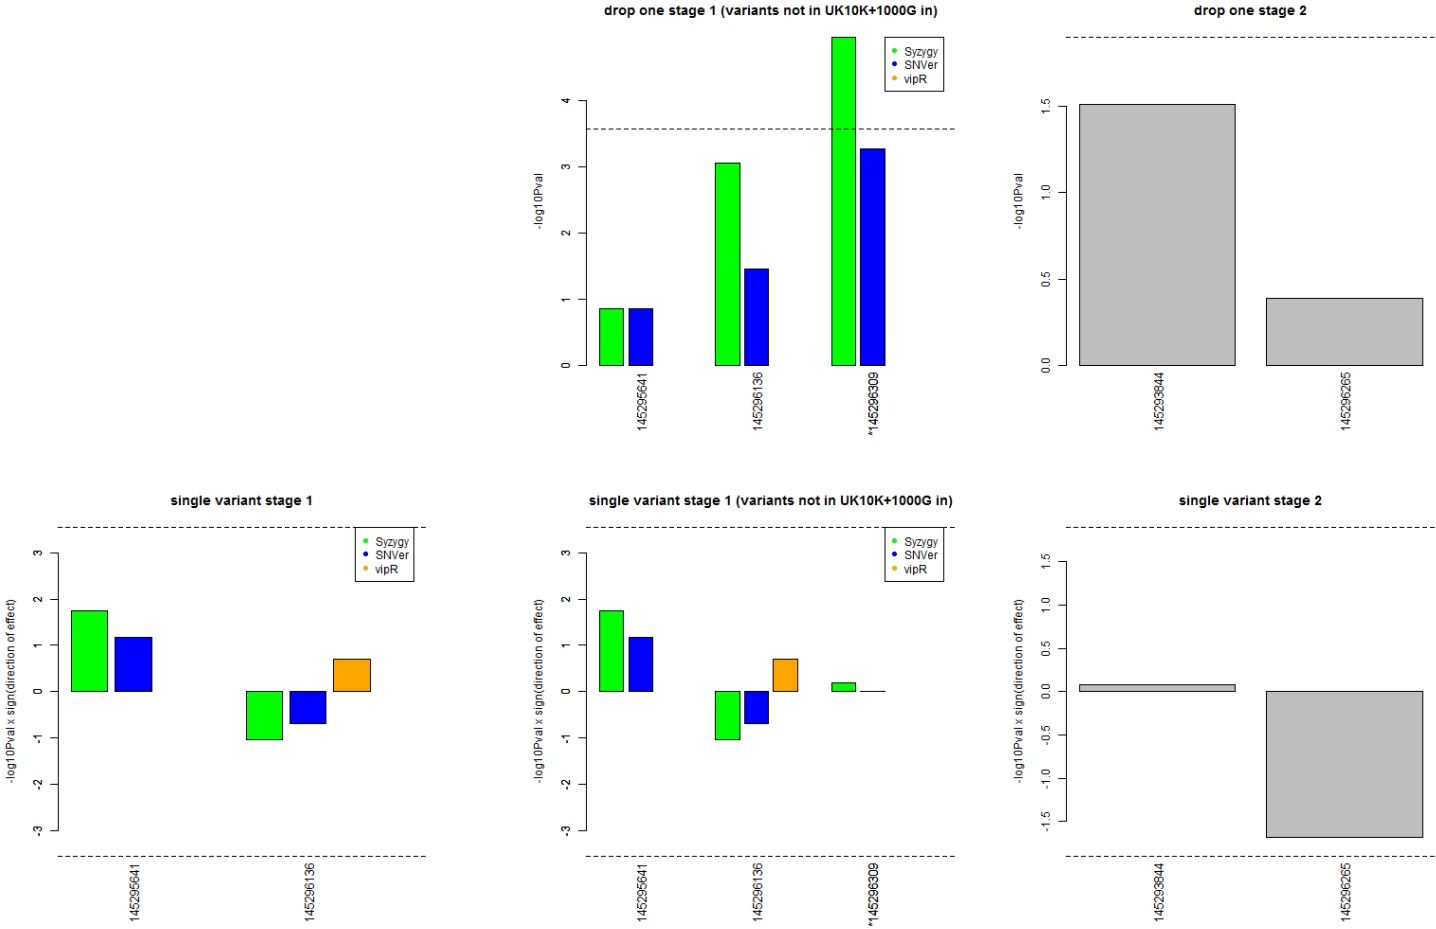 drop one stage 1 (variants not in UK10K+1000G in)
-log10Pval
4
3
2
1
0
Syzygy
SNVer
vipR
145295641
145296136
*145296309
drop one stage 2
-log10Pval
1.5
1.0
0.5
0.0
145293844
145296265
single variant stage 1
-log10Pval x sign(direction of effect)
3
2
1
0
-1
-2
-3
Syzygy
SNVer
vipR
145295641
145296136
single variant stage 1 (variants not in UK10K+1000G in)
-log10Pval x sign(direction of effect)
3
2
1
0
-1
-2
-3
Syzygy
SNVer
vipR
145295641
145296136
*145296309
single variant stage 2
-log10Pval x sign(direction of effect)
1.5
1.0
0.5
0.0
-0.5
-1.0
-1.5
145293844
145296265